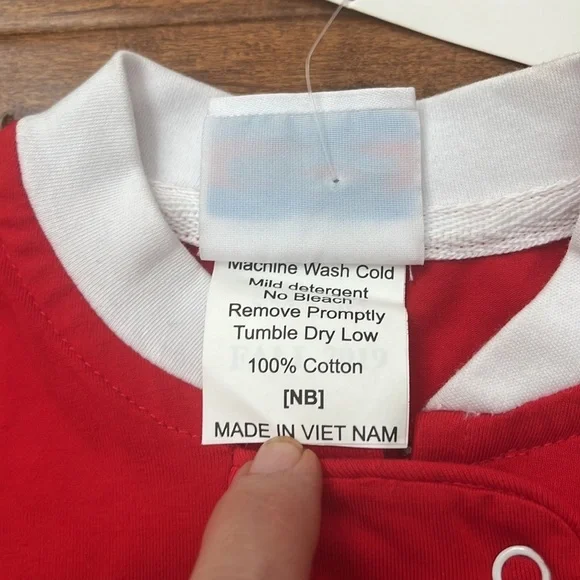 Machine Wash Cold
Mild detergent
No Bleach
Remove Promptly
Tumble Dry Low
100% Cotton
[NB]
MADE IN VIET NAM